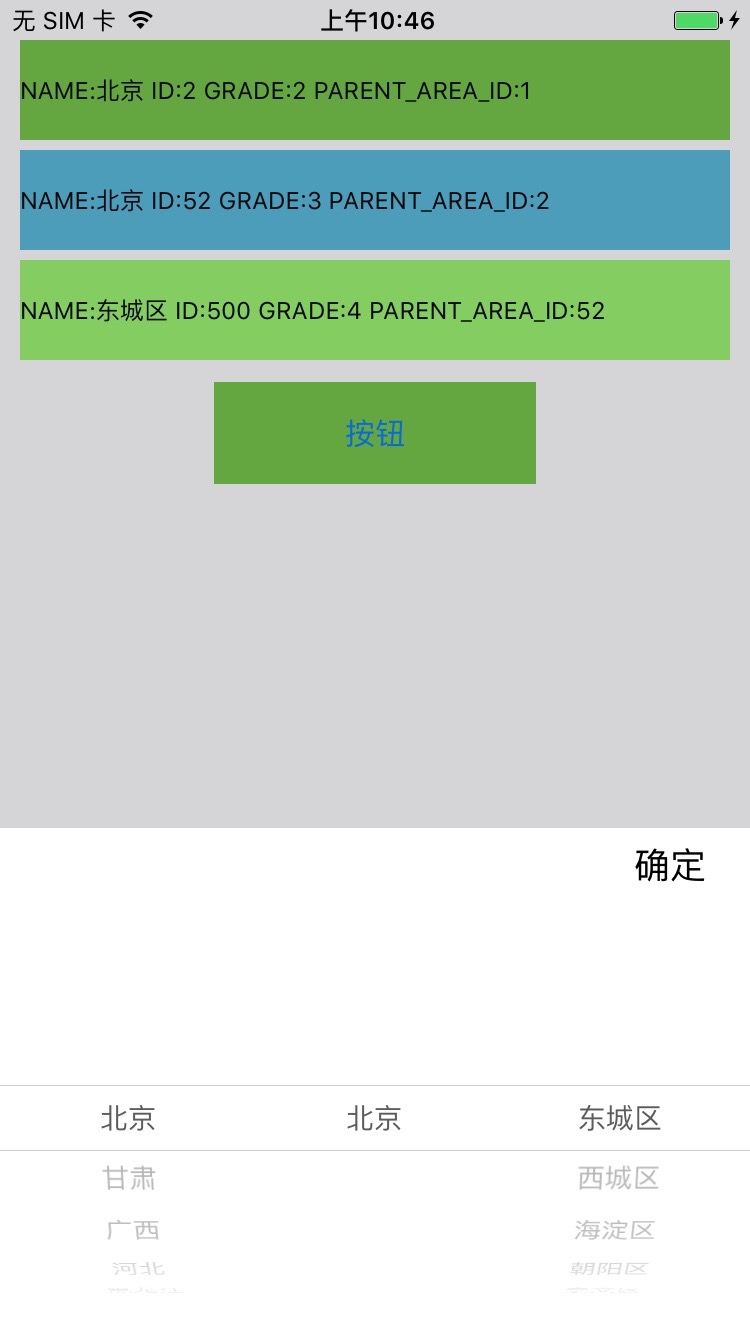 无 SIM 卡 上午10:46
NAME:北京 ID:2 GRADE:2 PARENT_AREA_ID:1
NAME:北京 ID:52 GRADE:3 PARENT_AREA_ID:2
NAME:东城区 ID:500 GRADE:4 PARENT_AREA_ID:52
按钮
确定
北京 北京 东城区
甘肃 西城区
广西 海淀区
河北 朝阳区